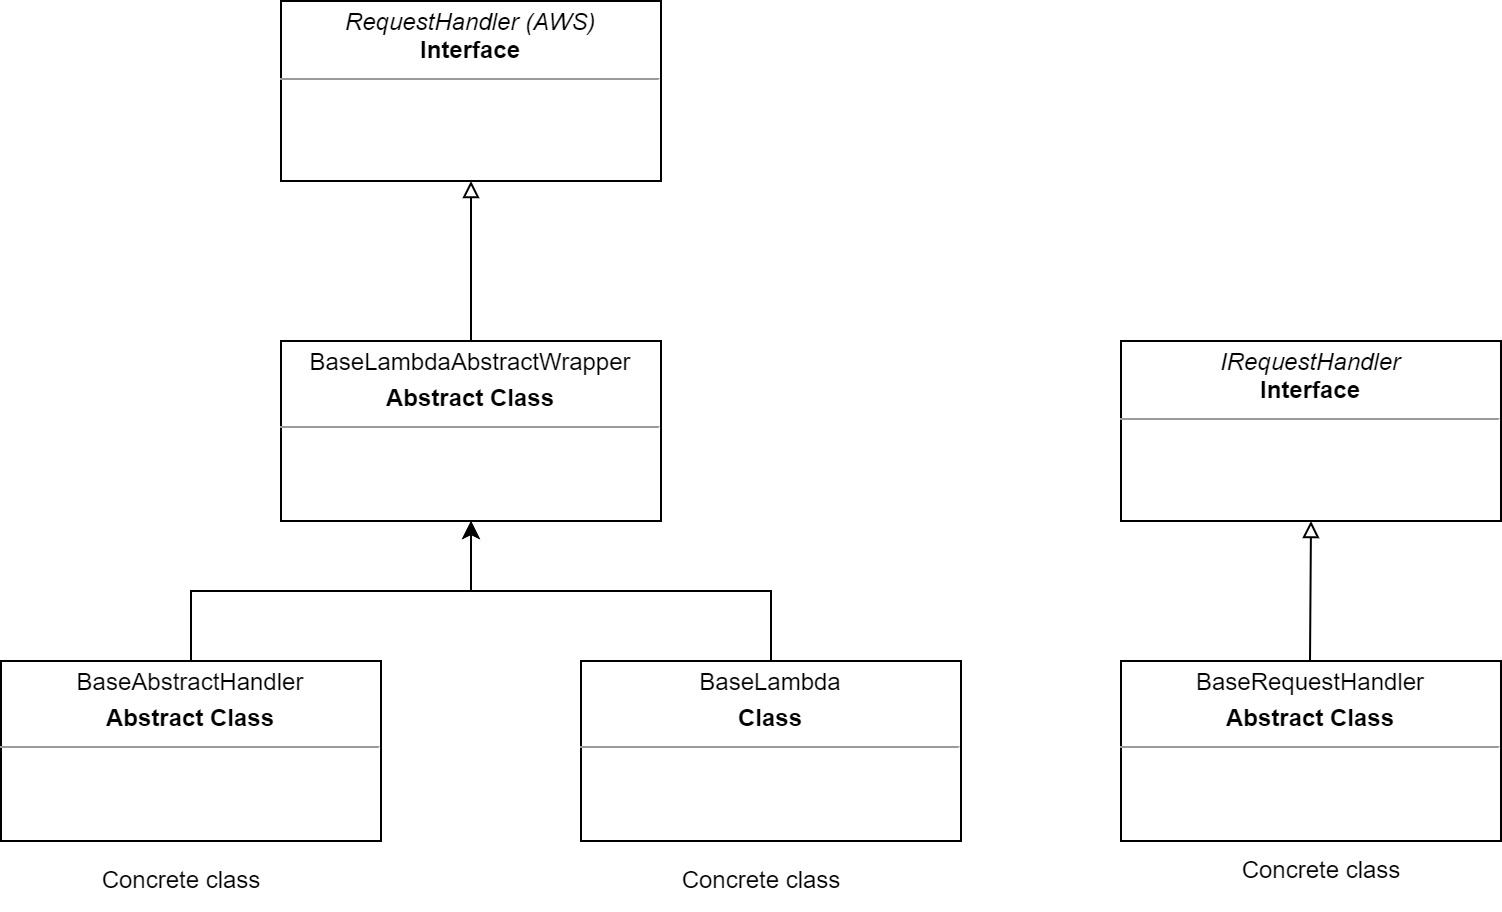 RequestHandler (AWS)
Interface
BaseLambdaAbstractWrapper
Abstract Class
IRequestHandler
Interface
BaseAbstractHandler
Abstract Class
BaseLambda
Class
BaseRequestHandler
Abstract Class
Concrete class
Concrete class
Concrete class